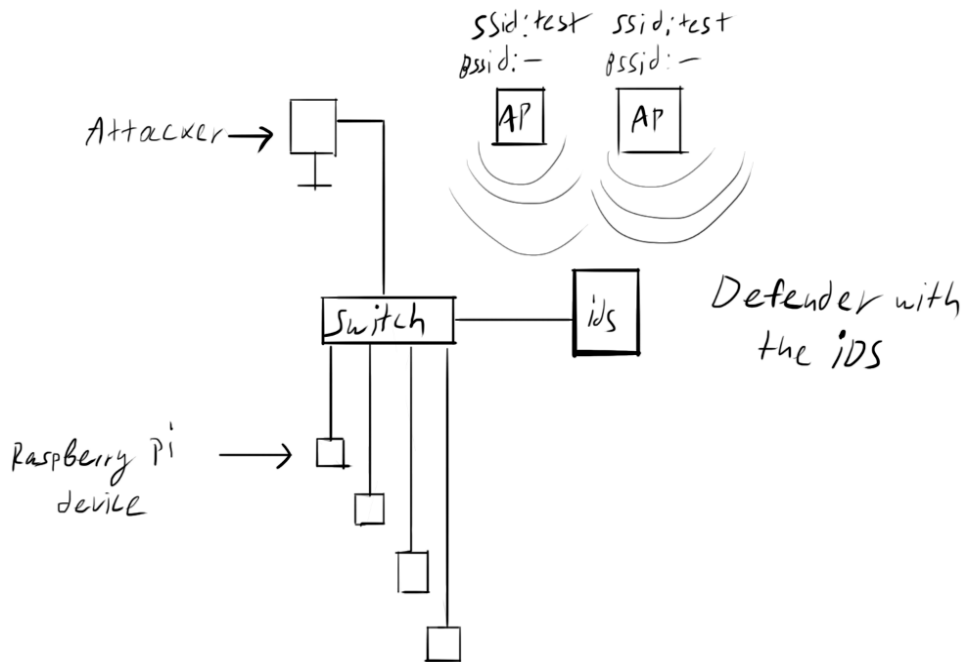 SSid:test
SSid:test
Bssid:-
BSSid:-
AP
AP
Attacker
Switch
ids
Defender with
the iDS
Raspberry Pi
device